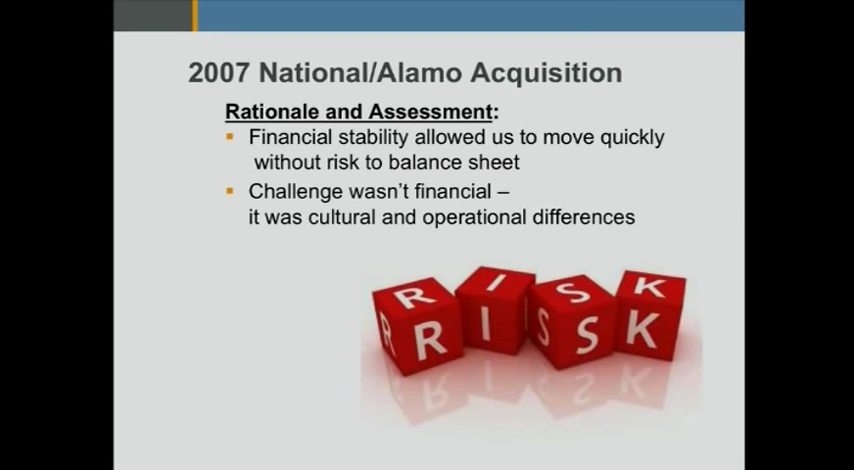 2007 National/Alamo Acquisition
Rationale and Assessment:
▪ Financial stability allowed us to move quickly
without risk to balance sheet
▪ Challenge wasn't financial –
it was cultural and operational differences
R I S K
R R I S S K